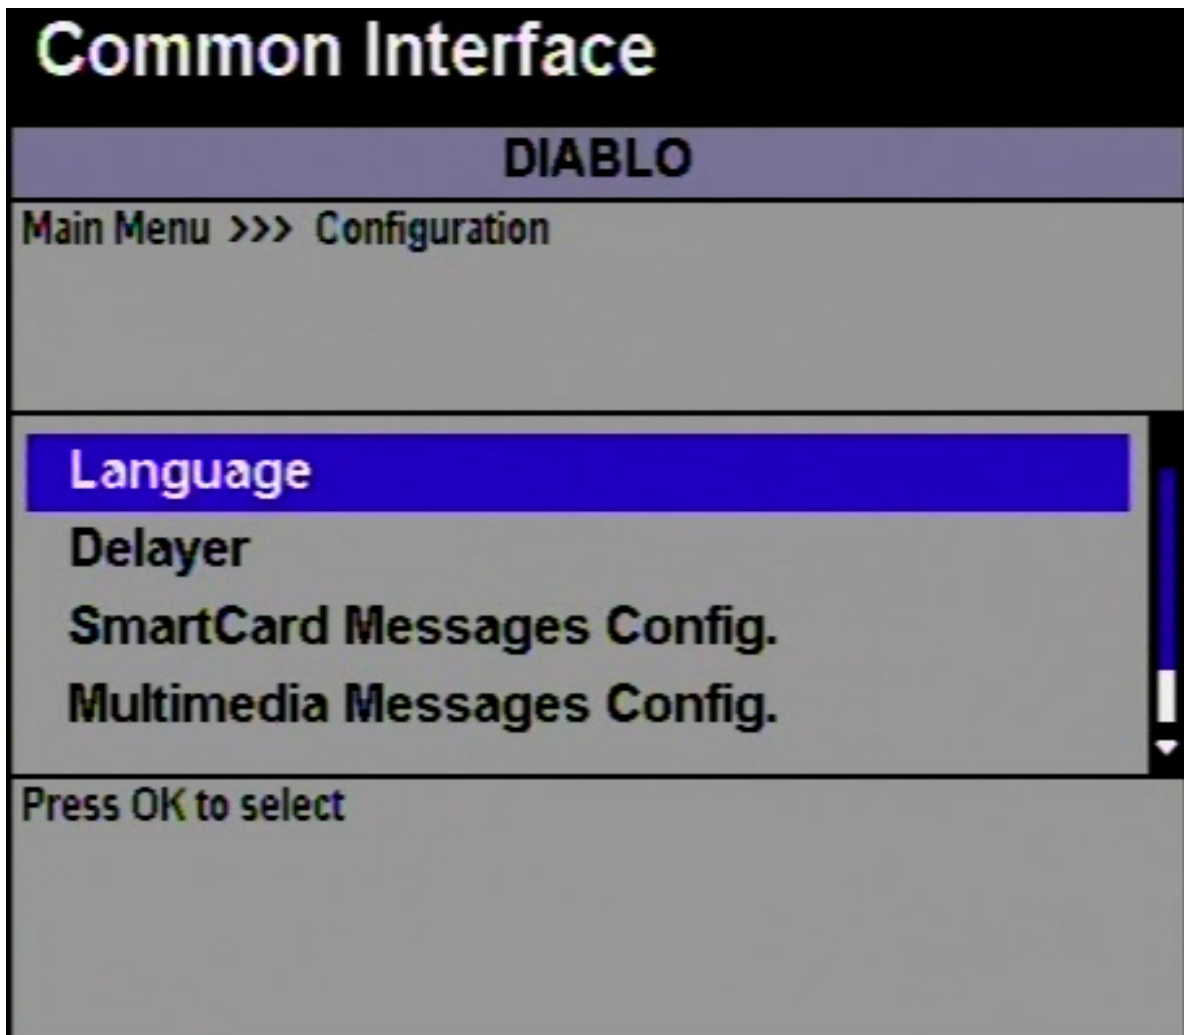 Common Interface
DIABLO
Main Menu >>> Configuration
Language
Delayer
SmartCard Messages Config.
Multimedia Messages Config.
Press OK to select